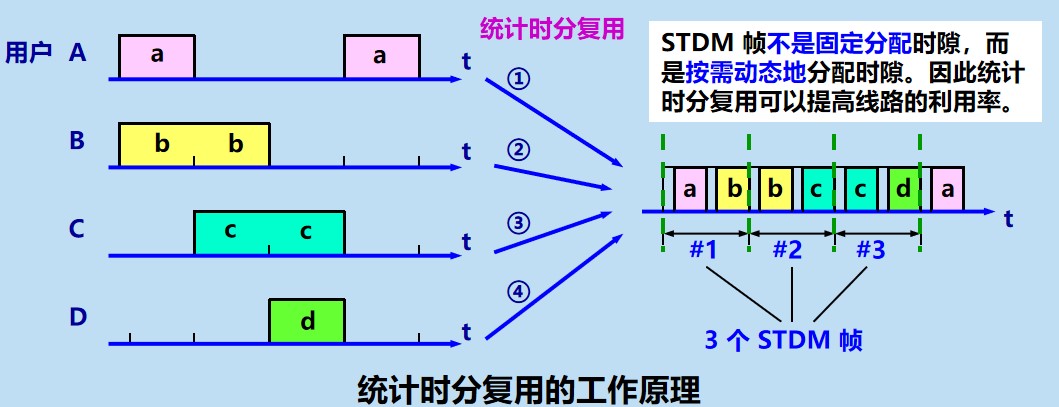 统计时分复用
STDM 帧不是固定分配时隙，而
是按需动态地分配时隙。因此统计
时分复用可以提高线路的利用率。
用户 A a a t
①
B b b t
②
C c c t
③
D d t
④
a b b c c d a t
#1 #2 #3
3 个 STDM 帧
统计时分复用的工作原理